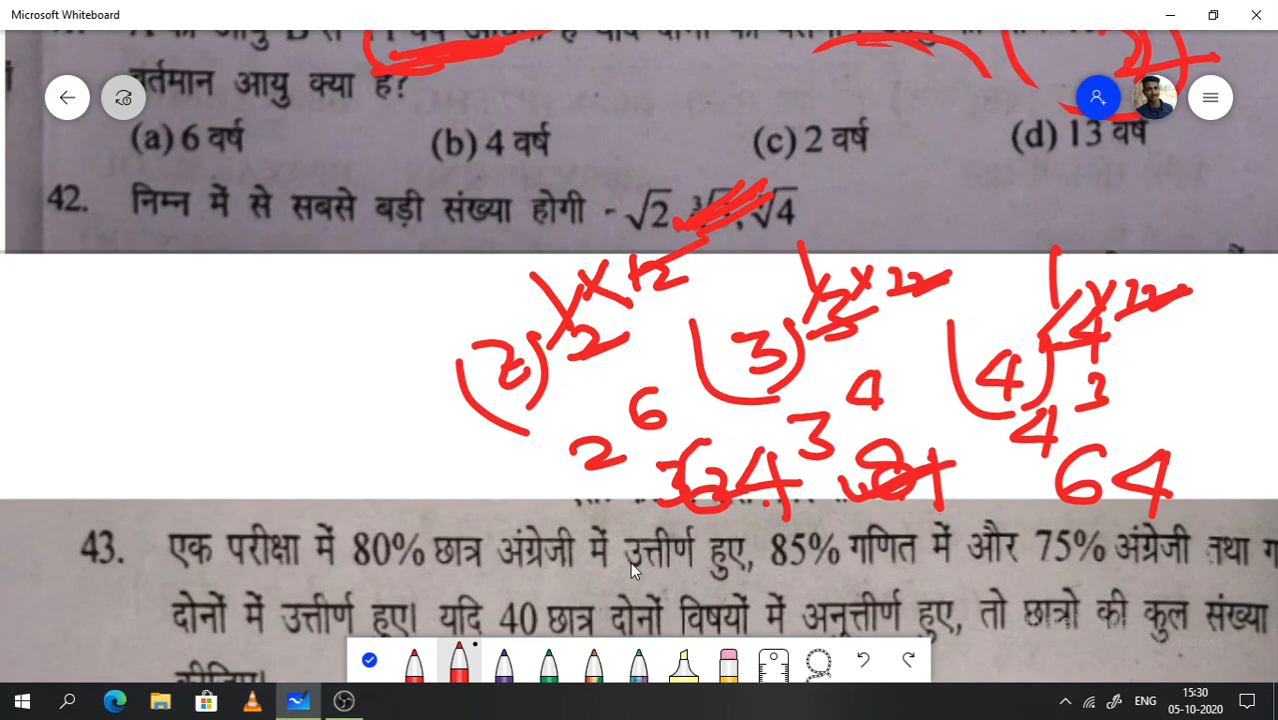 Microsoft Whiteboard
वर्तमान आयु क्या है?
(a) 6 वर्ष (b) 4 वर्ष (c) 2 वर्ष (d) 13 वर्ष
42. निम्न में से सबसे बड़ी संख्या होगी - √2, ∛ , √4
(2) 1/2 × 12 (3) 1/3 × 12 (4) 1/4 × 12
2 6 3 4 4 3
64 81 64
43. एक परीक्षा में 80% छात्र अंग्रेजी में उत्तीर्ण हुए, 85% गणित में और 75% अंग्रेजी तथा
दोनों में उत्तीर्ण हुए। यदि 40 छात्र दोनों विषयों में अनुत्तीर्ण हुए, तो छात्रो की कुल संख्या
ENG
15:30
05-10-2020